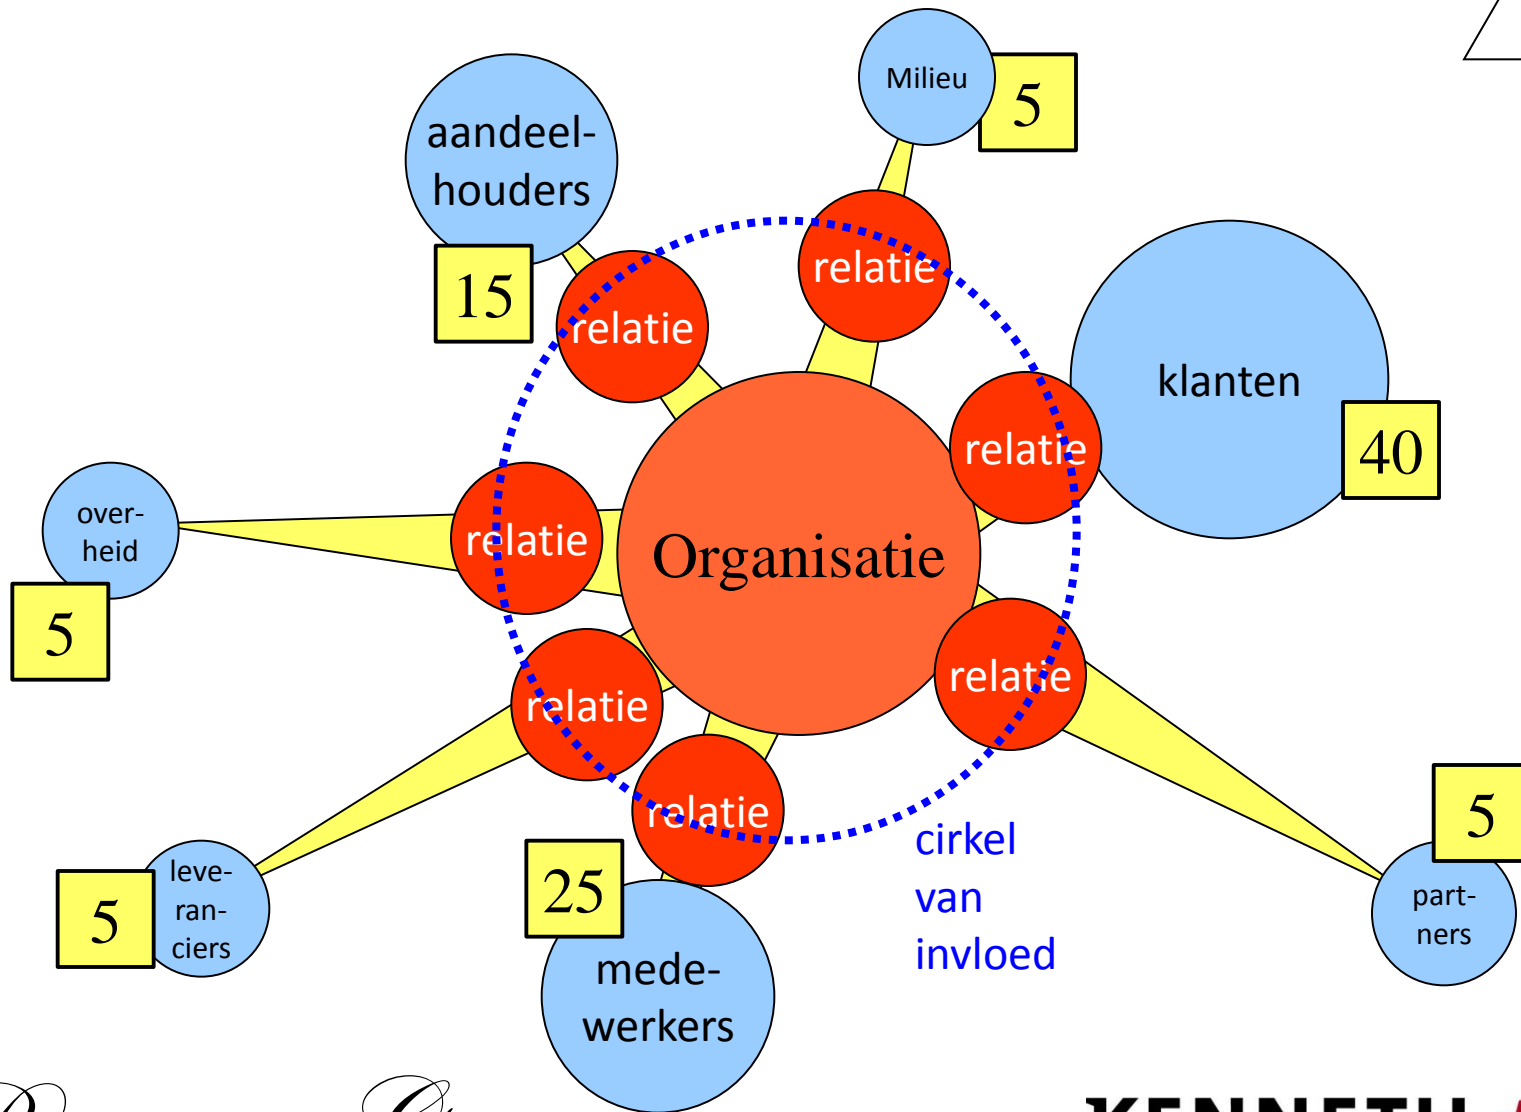 Milieu
5
aandeel-
houders
15
relatie
relatie
klanten
40
relatie
over-
heid
5
relatie
Organisatie
relatie
relatie
leve-
ran-
ciers
5
relatie
25
mede-
werkers
cirkel
van
invloed
5
part-
ners
KENNETH